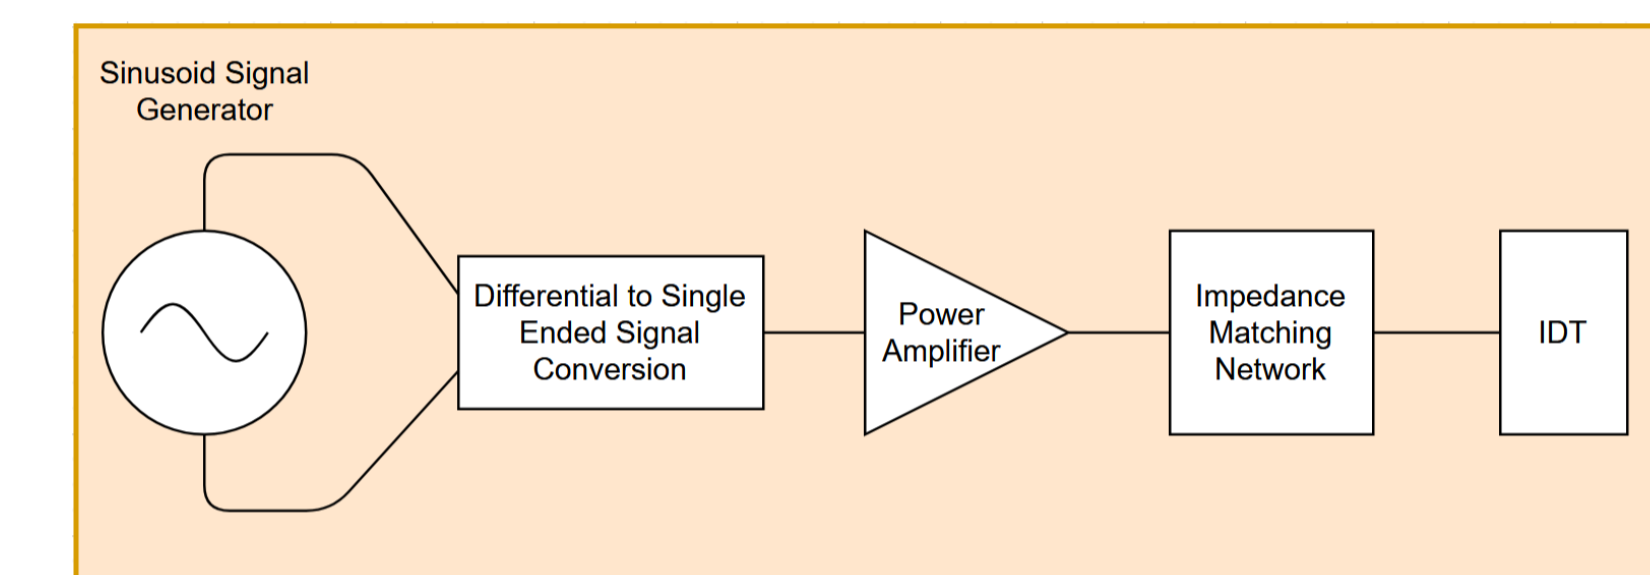 Sinusoid Signal
Generator
Differential to Single
Ended Signal
Conversion
Power
Amplifier
Impedance
Matching
Network
IDT